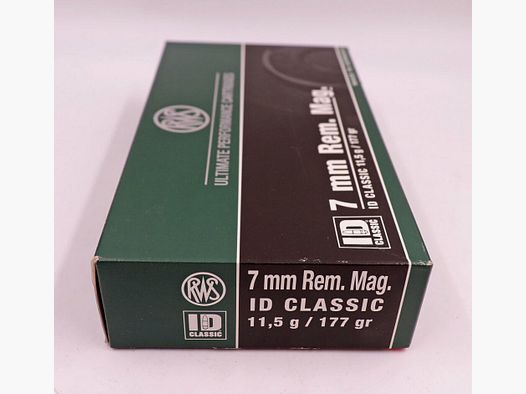 RWS
ULTIMATE PERFORMANCE CARTRIDGES
7 mm Rem. Mag.
ID CLASSIC 11,5 g / 177 gr
ID
CLASSIC
RWS
ID
CLASSIC
7 mm Rem. Mag.
ID CLASSIC
11,5 g / 177 gr